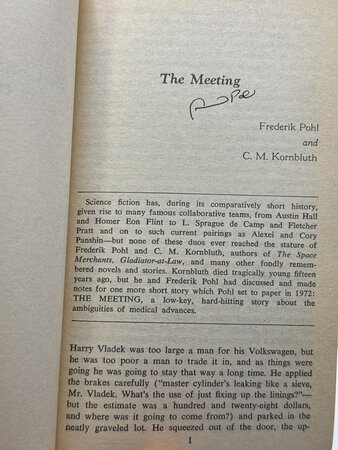 The Meeting
Frederik Pohl
and
C. M. Kornbluth
Science fiction has, during its comparatively short history,
given rise to many famous collaborative teams, from Austin Hall
and Homer Eon Flint to L. Sprague de Camp and Fletcher
Pratt and on to such current pairings as Alexei and Cory
Panshin—but none of these duos ever reached the stature of
Frederik Pohl and C. M. Kornbluth, authors of The Space
Merchants, Gladiator-at-Law, and many other fondly remem-
bered novels and stories. Kornbluth died tragically young fifteen
years ago, but he and Frederik Pohl had discussed and made
notes for one more short story which Pohl set to paper in 1972:
THE MEETING, a low-key, hard-hitting story about the
ambiguities of medical advances.
Harry Vladek was too large a man for his Volkswagen, but
he was too poor a man to trade it in, and as things were
going he was going to stay that way a long time. He applied
the brakes carefully ("master cylinder's leaking like a sieve,
Mr. Vladek. What's the use of just fixing up the linings?"—
but the estimate was a hundred and twenty-eight dollars,
and where was it going to come from?) and parked in the
neatly graveled lot. He squeezed out of the door, the up-
1